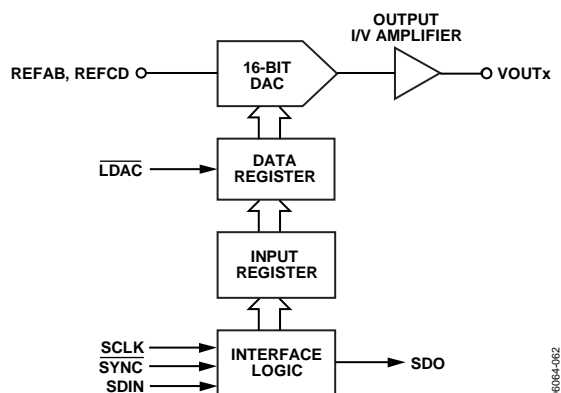 OUTPUT
I/V AMPLIFIER
REFAB, REFCD
16-BIT
DAC
VOUTx
LDAC
DATA
REGISTER
INPUT
REGISTER
SCLK
SYNC
SDIN
INTERFACE
LOGIC
SDO
06064-062